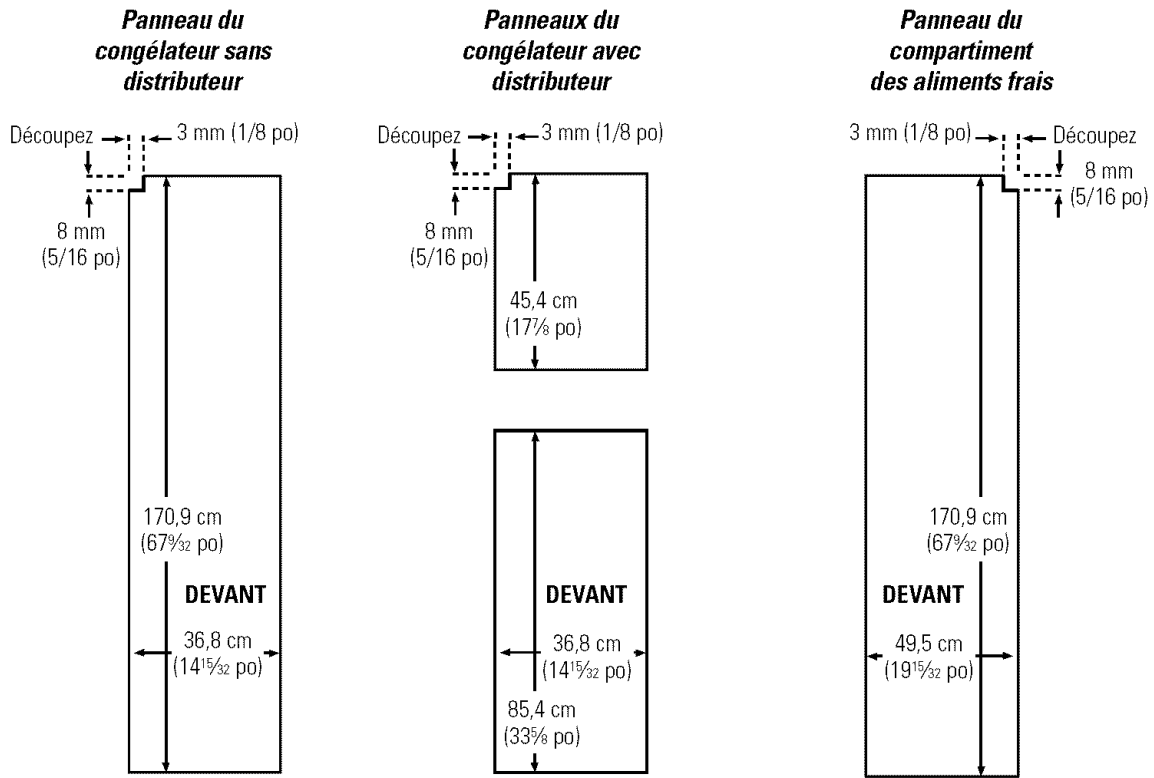 Panneau du
congélateur sans
distributeur
Découpez
3 mm (1/8 po)
8 mm
(5/16 po)
170,9 cm
(67⁹⁄₃₂ po)
DEVANT
36,8 cm
(14¹⁵⁄₃₂ po)
Panneaux du
congélateur avec
distributeur
Découpez
3 mm (1/8 po)
8 mm
(5/16 po)
45,4 cm
(17⁷⁄₈ po)
DEVANT
36,8 cm
(14¹⁵⁄₃₂ po)
85,4 cm
(33⁵⁄₈ po)
Panneau du
compartiment
des aliments frais
3 mm (1/8 po)
Découpez
8 mm
(5/16 po)
170,9 cm
(67⁹⁄₃₂ po)
DEVANT
49,5 cm
(19¹⁵⁄₃₂ po)